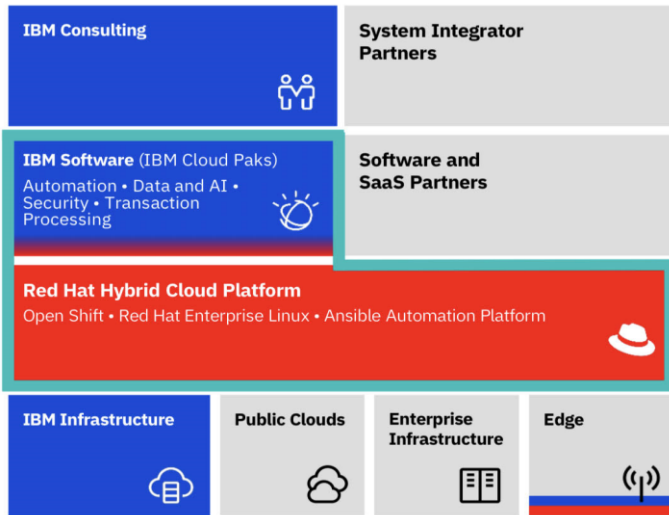 IBM Consulting
System Integrator
Partners
IBM Software (IBM Cloud Paks)
Automation • Data and AI •
Security • Transaction
Processing
Software and
SaaS Partners
Red Hat Hybrid Cloud Platform
Open Shift • Red Hat Enterprise Linux • Ansible Automation Platform
IBM Infrastructure
Public Clouds
Enterprise
Infrastructure
Edge